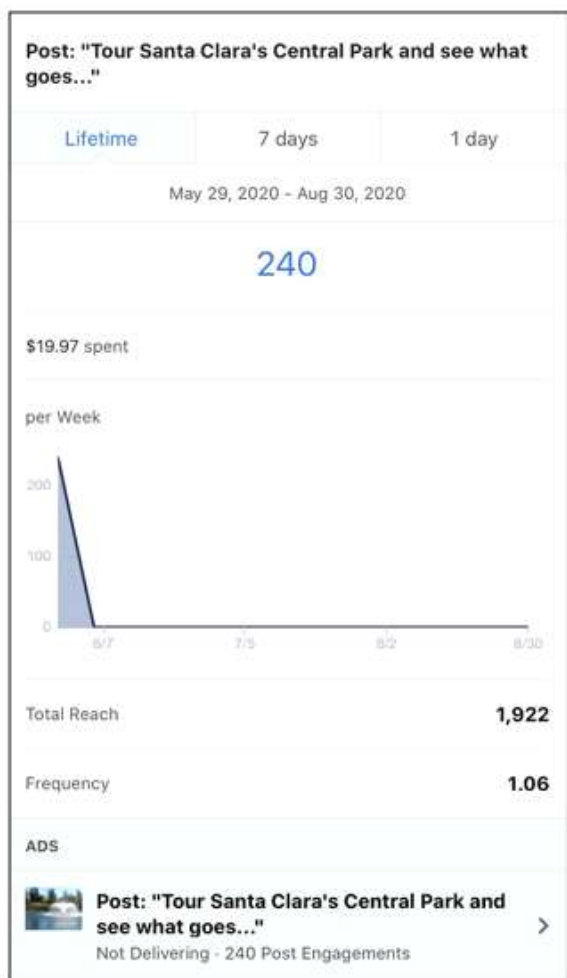 Post: "Tour Santa Clara's Central Park and see what
goes..."
Lifetime 7 days 1 day
May 29, 2020 - Aug 30, 2020
240
$19.97 spent
per Week
200
100
0
6/7 7/5 8/2 8/30
Total Reach 1,922
Frequency 1.06
ADS
Post: "Tour Santa Clara's Central Park and
see what goes..."
Not Delivering · 240 Post Engagements